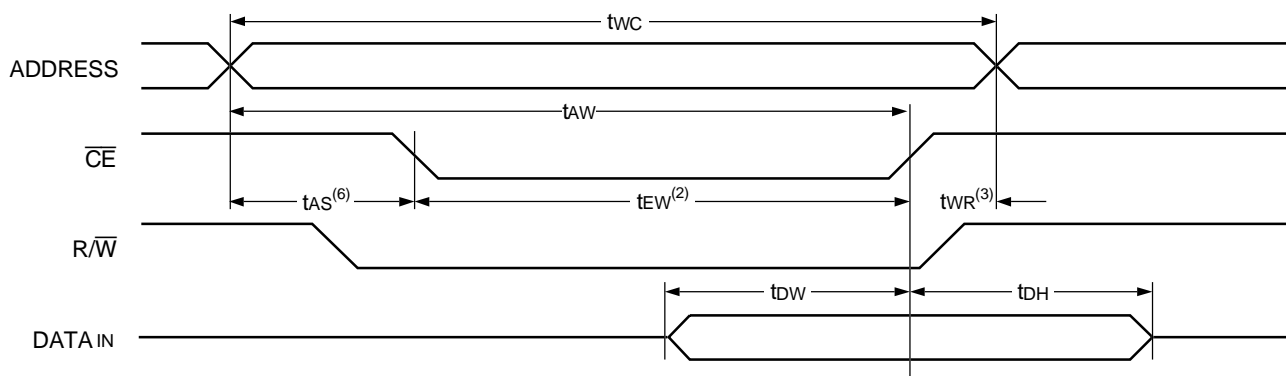 tWC
ADDRESS
tAW
CE
tAS(6)
tEW(2)
tWR(3)
R/W
tDW
tDH
DATA IN